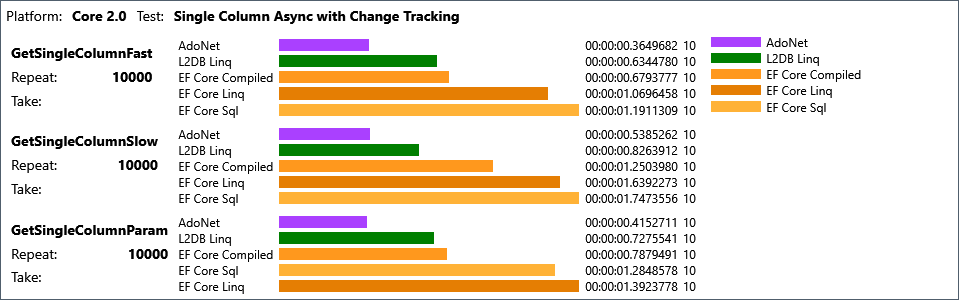 Platform: Core 2.0 Test: Single Column Async with Change Tracking
GetSingleColumnFast
Repeat: 10000
Take:
AdoNet 00:00:00.3649682 10
L2DB Linq 00:00:00.6344780 10
EF Core Compiled 00:00:00.6793777 10
EF Core Linq 00:00:01.0696458 10
EF Core Sql 00:00:01.1911309 10
AdoNet
L2DB Linq
EF Core Compiled
EF Core Linq
EF Core Sql
GetSingleColumnSlow
Repeat: 10000
Take:
AdoNet 00:00:00.5385262 10
L2DB Linq 00:00:00.8263912 10
EF Core Compiled 00:00:01.2503980 10
EF Core Linq 00:00:01.6392273 10
EF Core Sql 00:00:01.7473556 10
GetSingleColumnParam
Repeat: 10000
Take:
AdoNet 00:00:00.4152711 10
L2DB Linq 00:00:00.7275541 10
EF Core Compiled 00:00:00.7879491 10
EF Core Sql 00:00:01.2848578 10
EF Core Linq 00:00:01.3923778 10